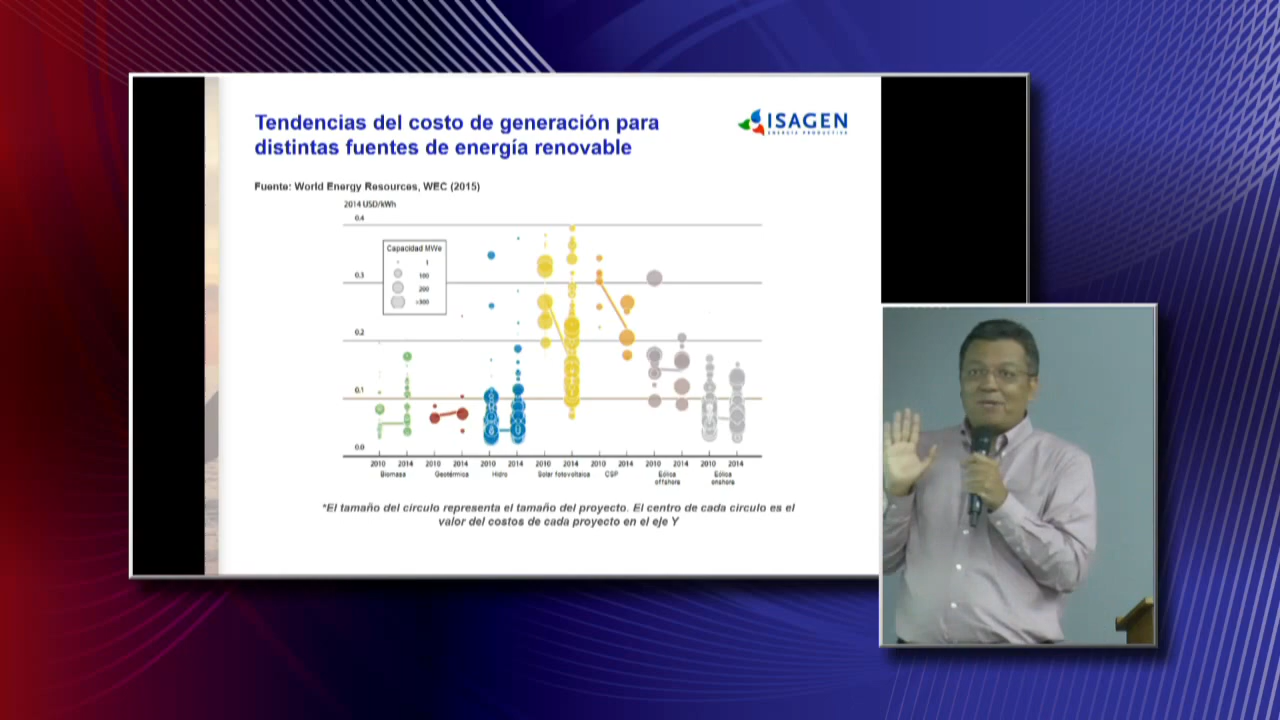 Tendencias del costo de generación para
distintas fuentes de energía renovable
ISAGEN
ENERGÍA PRODUCTIVA
Fuente: World Energy Resources, WEC (2015)
2014 USD/kWh
0.4
Capacidad MWe
1
100
200
>300
0.3
0.2
0.1
0.0
2010 2014 2010 2014 2010 2014 2010 2014 2010 2014 2010 2014 2010 2014
Biomasa Geotérmica Hidro Solar fotovoltaica CSP Eólica offshore Eólica onshore
*El tamaño del círculo representa el tamaño del proyecto. El centro de cada circulo es el
valor del costos de cada proyecto en el eje Y